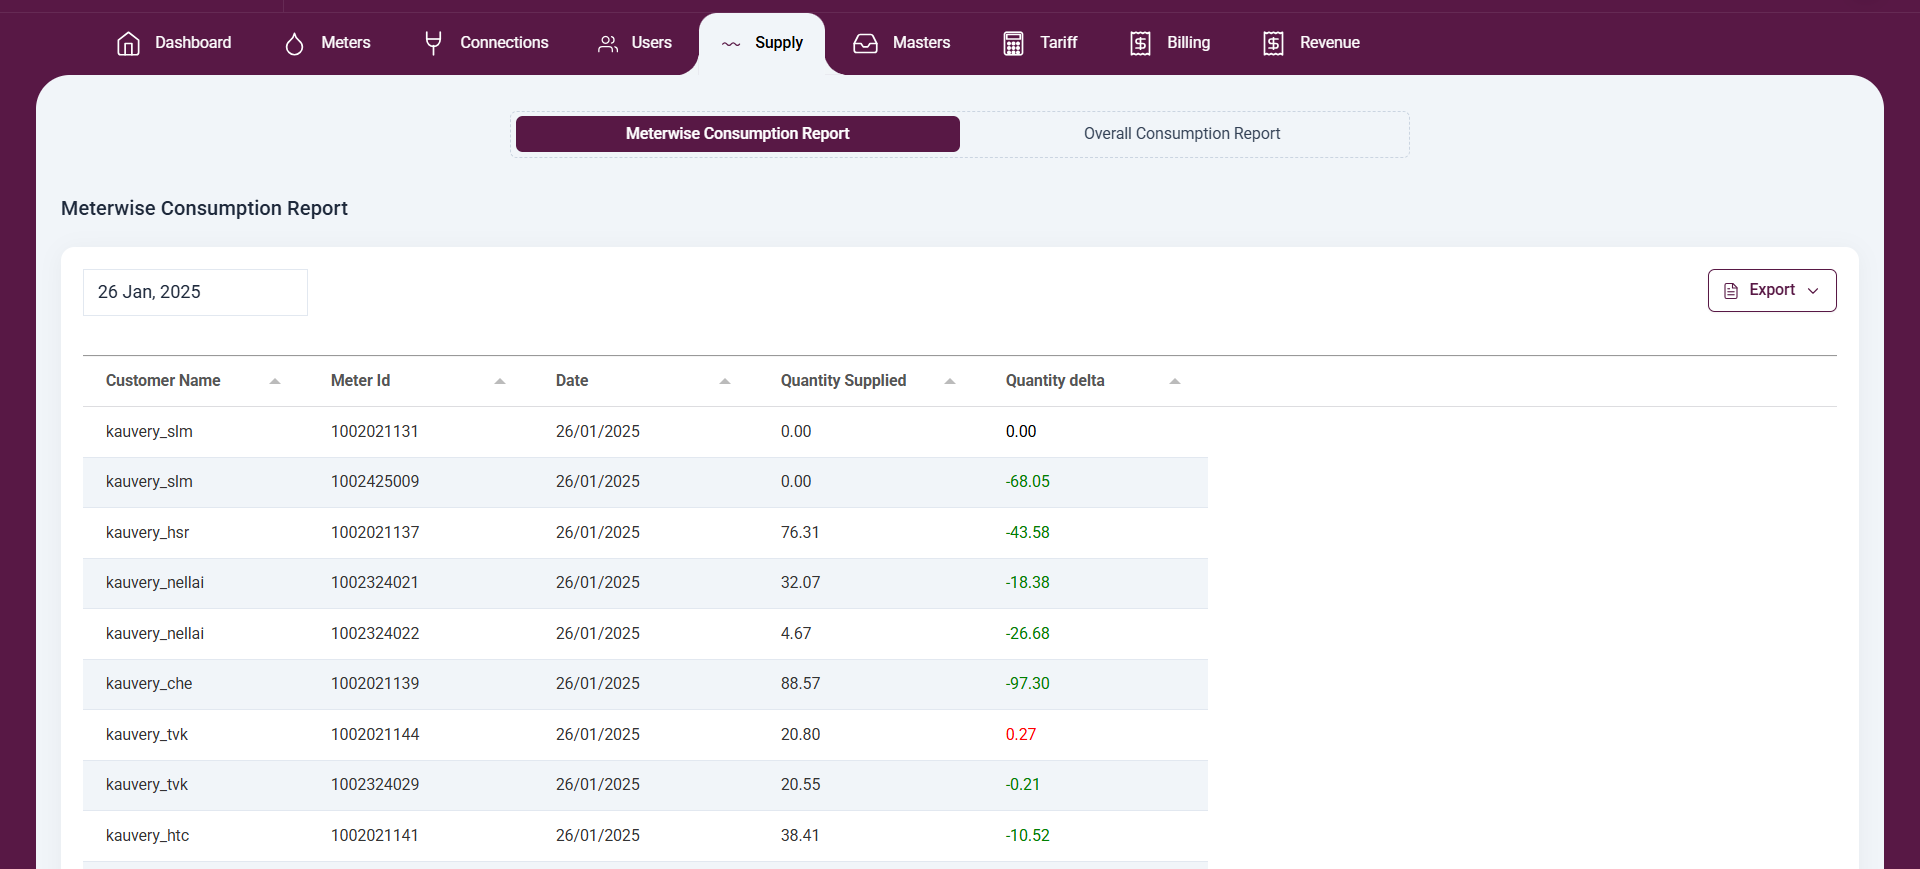 Dashboard Meters Connections Users Supply Masters Tariff Billing Revenue
Meterwise Consumption Report Overall Consumption Report
Meterwise Consumption Report
26 Jan, 2025 Export
Customer Name Meter Id Date Quantity Supplied Quantity delta
kauvery_slm 1002021131 26/01/2025 0.00 0.00
kauvery_slm 1002425009 26/01/2025 0.00 -68.05
kauvery_hsr 1002021137 26/01/2025 76.31 -43.58
kauvery_nellai 1002324021 26/01/2025 32.07 -18.38
kauvery_nellai 1002324022 26/01/2025 4.67 -26.68
kauvery_che 1002021139 26/01/2025 88.57 -97.30
kauvery_tvk 1002021144 26/01/2025 20.80 0.27
kauvery_tvk 1002324029 26/01/2025 20.55 -0.21
kauvery_htc 1002021141 26/01/2025 38.41 -10.52